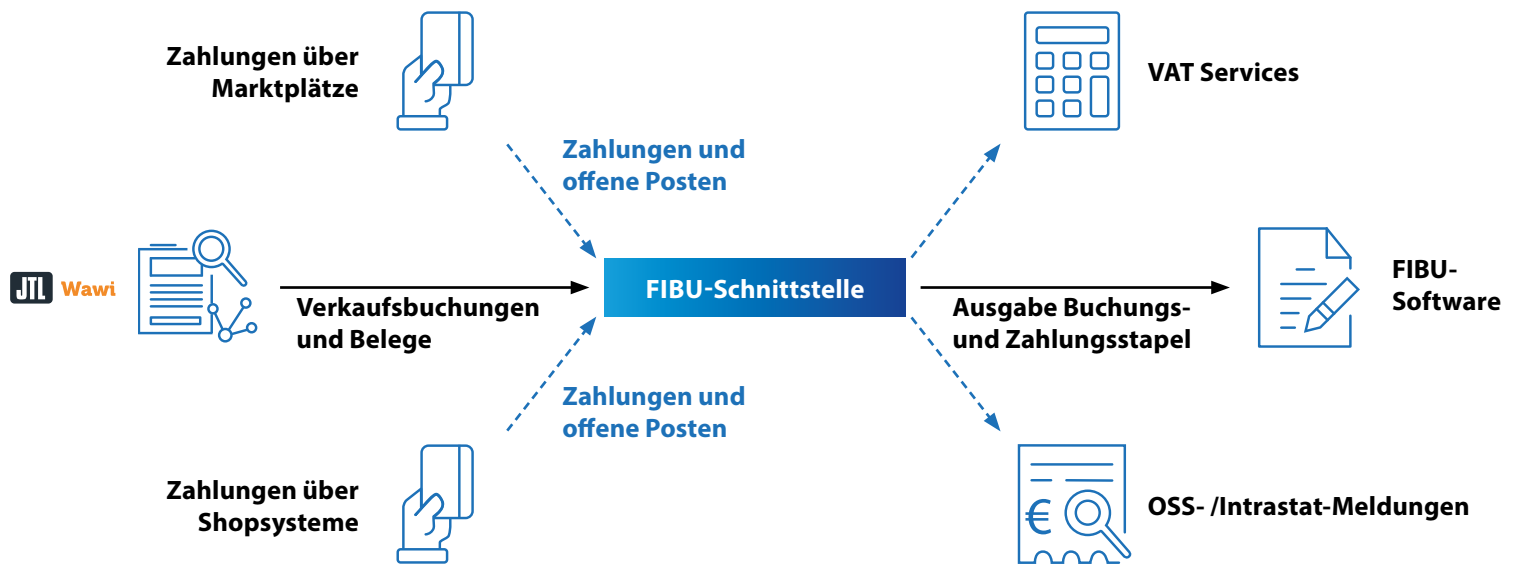 Zahlungen über
Marktplätze
VAT Services
Zahlungen und
offene Posten
JTL Wawi
Verkaufsbuchungen
und Belege
FIBU-Schnittstelle
Ausgabe Buchungs-
und Zahlungsstapel
FIBU-
Software
Zahlungen und
offene Posten
Zahlungen über
Shopsysteme
€
OSS- /Intrastat-Meldungen